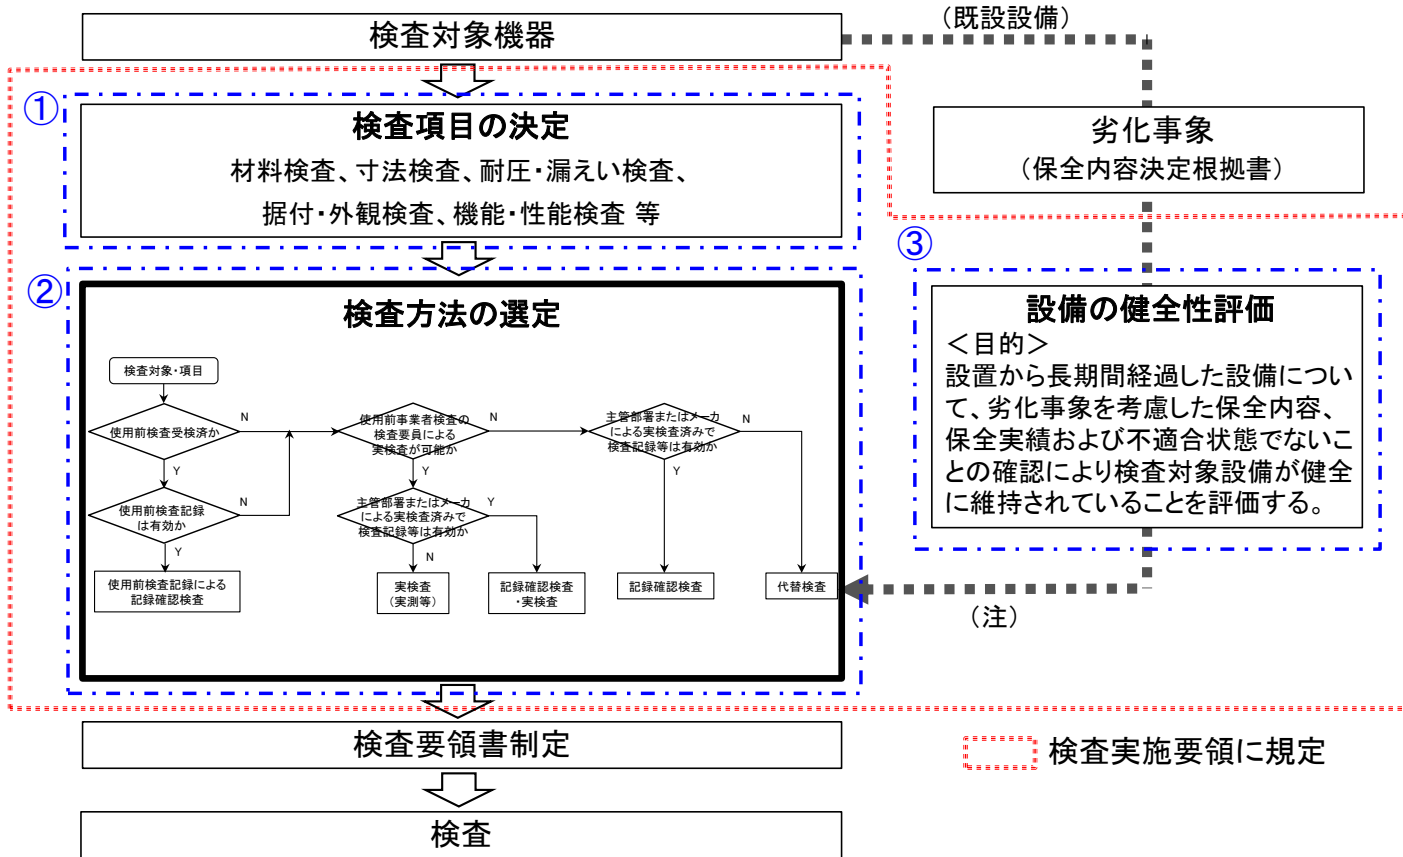 検査対象機器
（既設設備）
①
検査項目の決定
材料検査、寸法検査、耐圧・漏えい検査、
据付・外観検査、機能・性能検査 等
劣化事象
（保全内容決定根拠書）
②
検査方法の選定
検査対象・項目
使用前検査受検済か
N
Y
使用前検査記録
は有効か
N
Y
使用前検査記録による
記録確認検査
使用前事業者検査の
検査要員による
実検査が可能か
N
Y
主管部署またはメーカ
による実検査済みで
検査記録等は有効か
Y
N
実検査
（実測等）
記録確認検査
・実検査
主管部署またはメーカ
による実検査済みで
検査記録等は有効か
N
Y
記録確認検査
代替検査
③
設備の健全性評価
＜目的＞
設置から長期間経過した設備につい
て、劣化事象を考慮した保全内容、
保全実績および不適合状態でないこ
との確認により検査対象設備が健全
に維持されていることを評価する。
（注）
検査要領書制定
検査実施要領に規定
検査